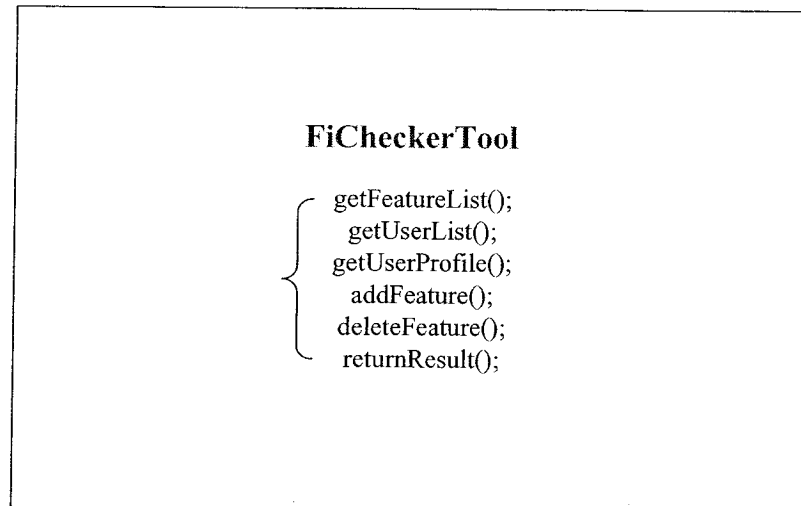 FiCheckerTool
getFeatureList();
getUserList();
getUserProfile();
addFeature();
deleteFeature();
returnResult();